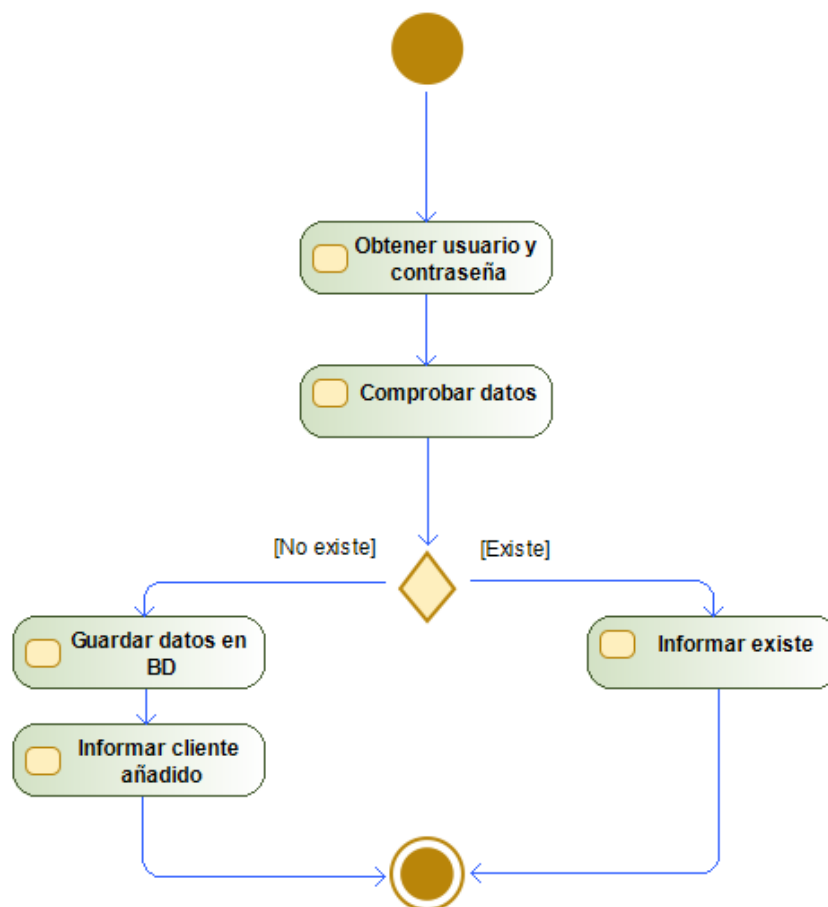 Obtener usuario y
contraseña
Comprobar datos
[No existe]
[Existe]
Guardar datos en
BD
Informar existe
Informar cliente
añadido